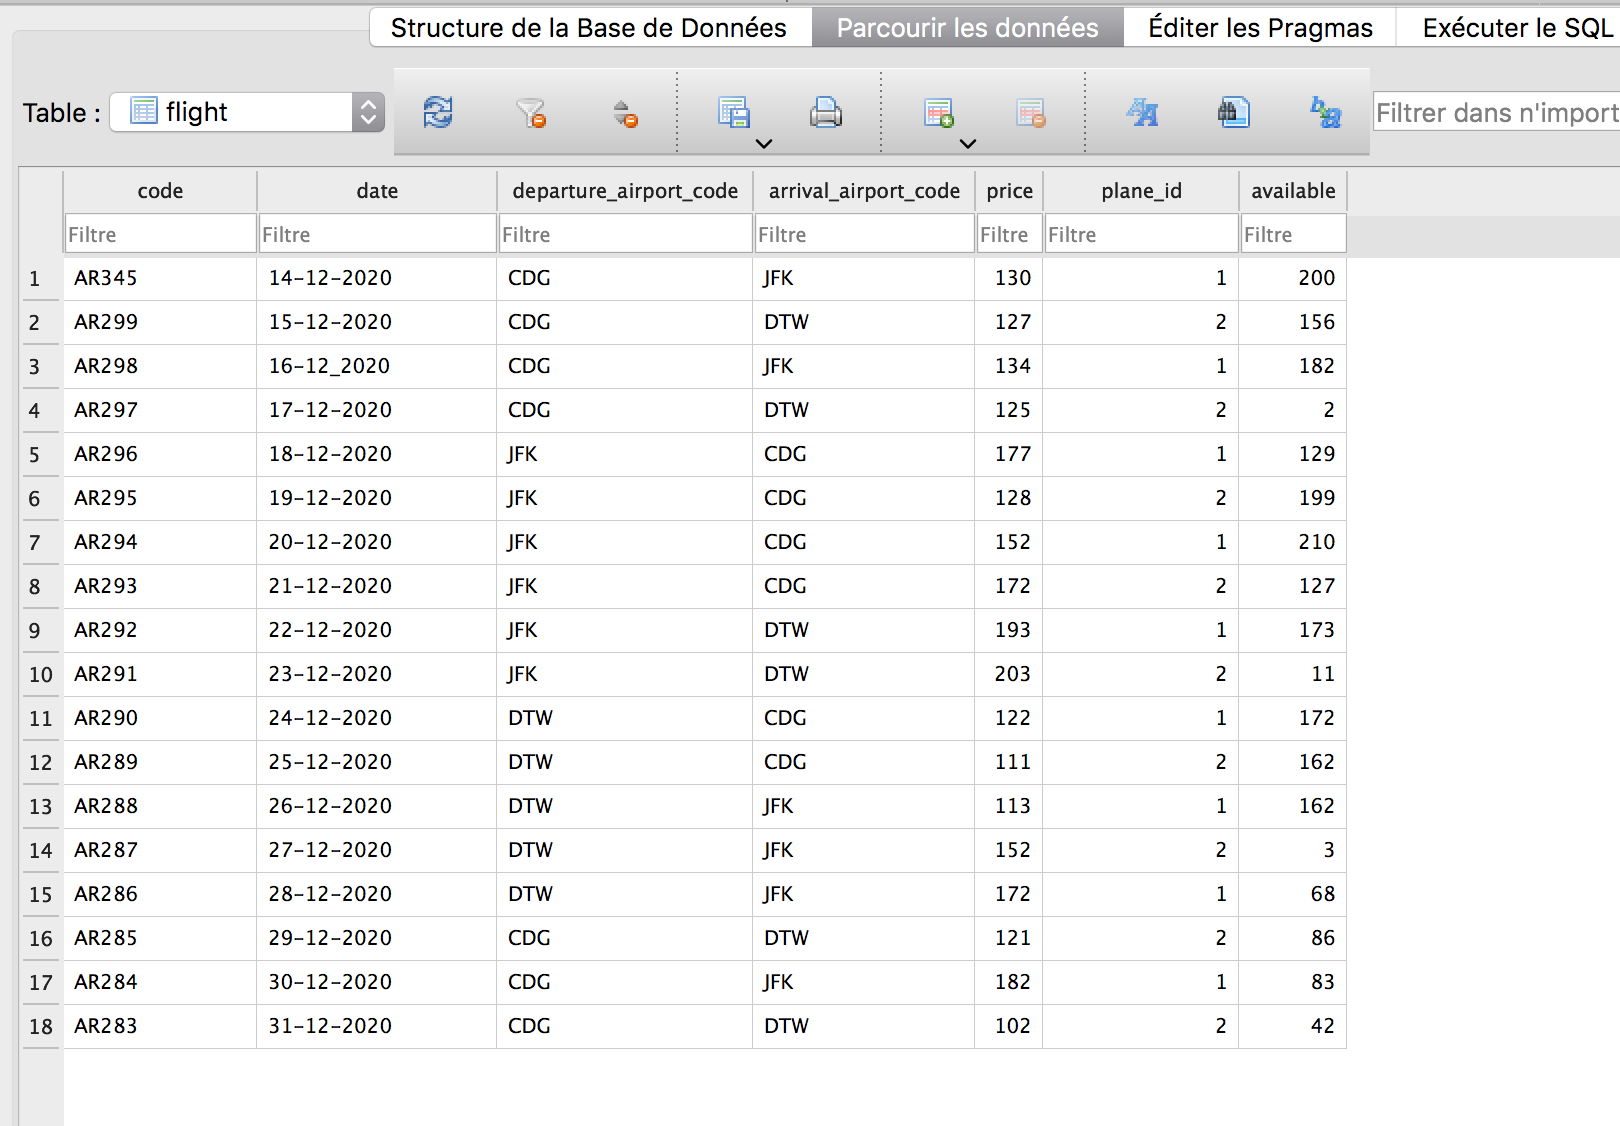 Structure de la Base de Données Parcourir les données Éditer les Pragmas Exécuter le SQL
Table : flight Filtrer dans n'import
code date departure_airport_code arrival_airport_code price plane_id available
Filtre Filtre Filtre Filtre Filtre Filtre Filtre
1 AR345 14-12-2020 CDG JFK 130 1 200
2 AR299 15-12-2020 CDG DTW 127 2 156
3 AR298 16-12_2020 CDG JFK 134 1 182
4 AR297 17-12-2020 CDG DTW 125 2 2
5 AR296 18-12-2020 JFK CDG 177 1 129
6 AR295 19-12-2020 JFK CDG 128 2 199
7 AR294 20-12-2020 JFK CDG 152 1 210
8 AR293 21-12-2020 JFK CDG 172 2 127
9 AR292 22-12-2020 JFK DTW 193 1 173
10 AR291 23-12-2020 JFK DTW 203 2 11
11 AR290 24-12-2020 DTW CDG 122 1 172
12 AR289 25-12-2020 DTW CDG 111 2 162
13 AR288 26-12-2020 DTW JFK 113 1 162
14 AR287 27-12-2020 DTW JFK 152 2 3
15 AR286 28-12-2020 DTW JFK 172 1 68
16 AR285 29-12-2020 CDG DTW 121 2 86
17 AR284 30-12-2020 CDG JFK 182 1 83
18 AR283 31-12-2020 CDG DTW 102 2 42